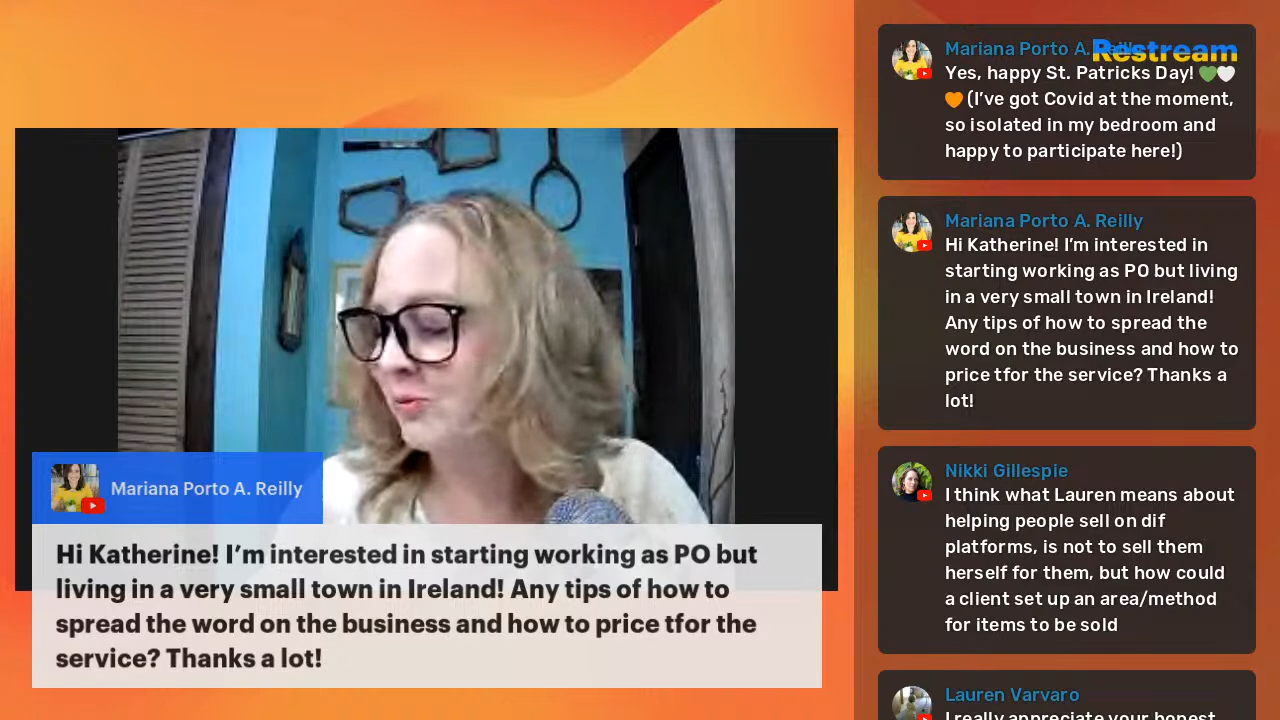 Mariana Porto A. Reilly
Hi Katherine! I’m interested in starting working as PO but
living in a very small town in Ireland! Any tips of how to
spread the word on the business and how to price tfor the
service? Thanks a lot!
Restream
Mariana Porto A.
Yes, happy St. Patricks Day! 💚🤍
🧡 (I’ve got Covid at the moment,
so isolated in my bedroom and
happy to participate here!)
Mariana Porto A. Reilly
Hi Katherine! I’m interested in
starting working as PO but living
in a very small town in Ireland!
Any tips of how to spread the
word on the business and how to
price tfor the service? Thanks a
lot!
Nikki Gillespie
I think what Lauren means about
helping people sell on dif
platforms, is not to sell them
herself for them, but how could
a client set up an area/method
for items to be sold
Lauren Varvaro
I really appreciate your honest